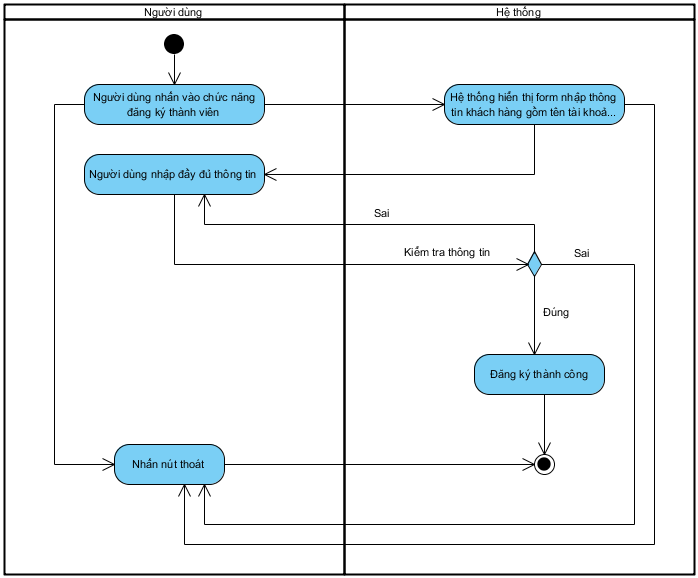 Người dùng
Hệ thống
Người dùng nhấn vào chức năng
đăng ký thành viên
Hệ thống hiển thị form nhập thông
tin khách hàng gồm tên tài khoả...
Người dùng nhập đầy đủ thông tin
Sai
Kiểm tra thông tin
Sai
Đúng
Đăng ký thành công
Nhấn nút thoát